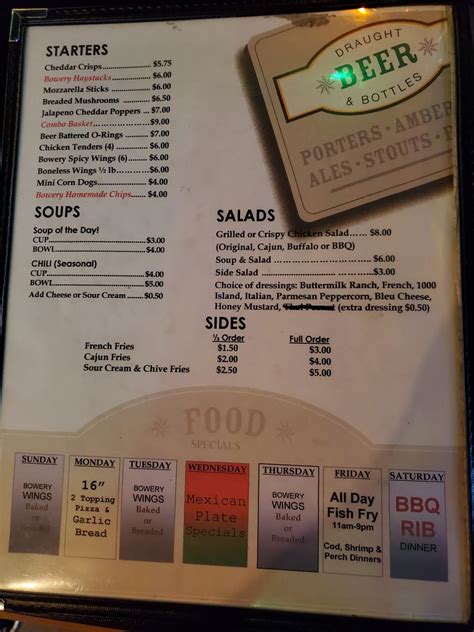 STARTERS
Cheddar Crisps ........ $5.75
Bowery Haystacks ........ $6.00
Mozzarella Sticks ........ $6.00
Breaded Mushrooms ........ $6.50
Jalapeno Cheddar Poppers .. $7.00
Combo Basket ........ $9.00
Beer Battered O-Rings ........ $7.00
Chicken Tenders (4) ........ $6.00
Bowery Spicy Wings (6) ........ $6.00
Boneless Wings ½ lb ........ $6.00
Mini Corn Dogs ........ $4.00
Bowery Homemade Chips ........ $4.00
DRAUGHT
BEER
& BOTTLES
PORTERS · AMBER
ALES · STOUTS ·
SOUPS
Soup of the Day!
CUP ........ $3.00
BOWL ........ $4.00
CHILI (Seasonal)
CUP ........ $4.00
BOWL ........ $5.00
Add Cheese or Sour Cream ........ $0.50
SALADS
Grilled or Crispy Chicken Salad ...... $8.00
(Original, Cajun, Buffalo or BBQ)
Soup & Salad ........ $6.00
Side Salad ........ $3.00
Choice of dressings: Buttermilk Ranch, French, 1000
Island, Italian, Parmesan Peppercorn, Bleu Cheese,
Honey Mustard, (extra dressing $0.50)
SIDES
½ Order Full Order
French Fries $1.50 $3.00
Cajun Fries $2.00 $4.00
Sour Cream & Chive Fries $2.50 $5.00
FOOD
SPECIALS
SUNDAY
BOWERY
WINGS
Baked
or
Breaded
MONDAY
16"
2 Topping
Pizza &
Garlic
Bread
TUESDAY
BOWERY
WINGS
Baked
or
Breaded
WEDNESDAY
Mexican
Plate
Specials
THURSDAY
BOWERY
WINGS
Baked
or
Breaded
FRIDAY
All Day
Fish Fry
11am-9pm
Cod, Shrimp &
Perch Dinners
SATURDAY
BBQ
RIB
DINNER